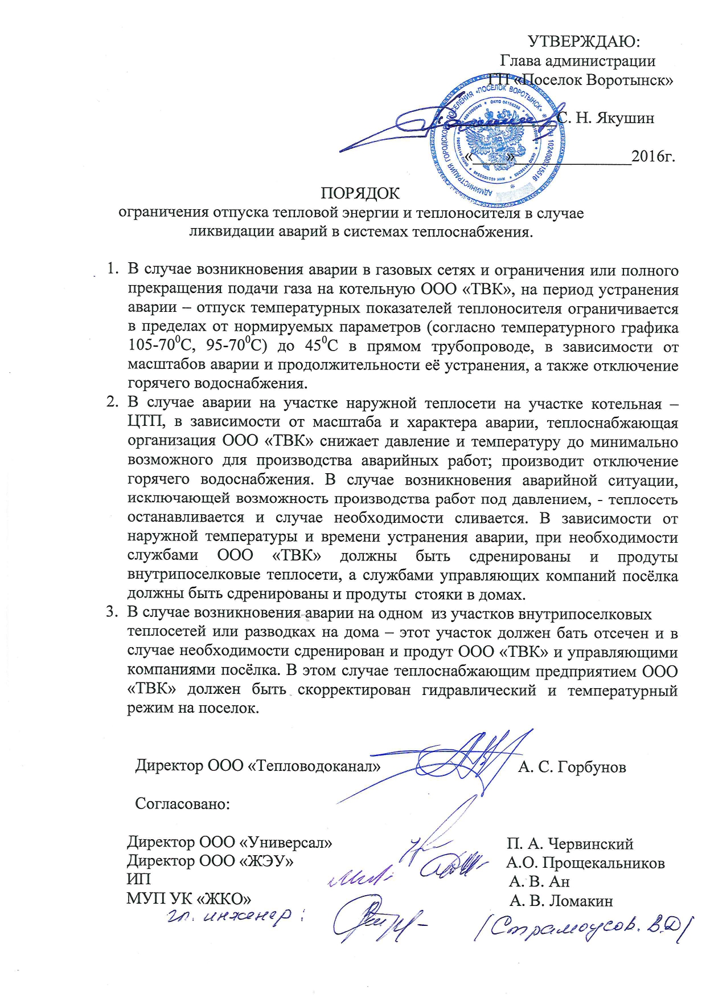 УТВЕРЖДАЮ:
Глава администрации
ГП «Поселок Воротынск»
С. Н. Якушин
«____»______________2016г.
АДМИНИСТРАЦИЯ ГОРОДСКОГО ПОСЕЛЕНИЯ «ПОСЕЛОК ВОРОТЫНСК» * ОГРН 1024000615516 *
ПОРЯДОК
ограничения отпуска тепловой энергии и теплоносителя в случае
ликвидации аварий в системах теплоснабжения.
1. В случае возникновения аварии в газовых сетях и ограничения или полного
прекращения подачи газа на котельную ООО «ТВК», на период устранения
аварии – отпуск температурных показателей теплоносителя ограничивается
в пределах от нормируемых параметров (согласно температурного графика
105-70⁰С, 95-70⁰С) до 45⁰С в прямом трубопроводе, в зависимости от
масштабов аварии и продолжительности её устранения, а также отключение
горячего водоснабжения.
2. В случае аварии на участке наружной теплосети на участке котельная –
ЦТП, в зависимости от масштаба и характера аварии, теплоснабжающая
организация ООО «ТВК» снижает давление и температуру до минимально
возможного для производства аварийных работ; производит отключение
горячего водоснабжения. В случае возникновения аварийной ситуации,
исключающей возможность производства работ под давлением, - теплосеть
останавливается и случае необходимости сливается. В зависимости от
наружной температуры и времени устранения аварии, при необходимости
службами ООО «ТВК» должны быть сдренированы и продуты
внутрипоселковые теплосети, а службами управляющих компаний посёлка
должны быть сдренированы и продуты стояки в домах.
3. В случае возникновения аварии на одном из участков внутрипоселковых
теплосетей или разводках на дома – этот участок должен бать отсечен и в
случае необходимости сдренирован и продут ООО «ТВК» и управляющими
компаниями посёлка. В этом случае теплоснабжающим предприятием ООО
«ТВК» должен быть скорректирован гидравлический и температурный
режим на поселок.
Директор ООО «Тепловодоканал» А. С. Горбунов
Согласовано:
Директор ООО «Универсал» П. А. Червинский
Директор ООО «ЖЭУ» А.О. Прощекальников
ИП А. В. Ан
МУП УК «ЖКО» А. В. Ломакин
гл. инженер: /Страмоусов. В.Д/